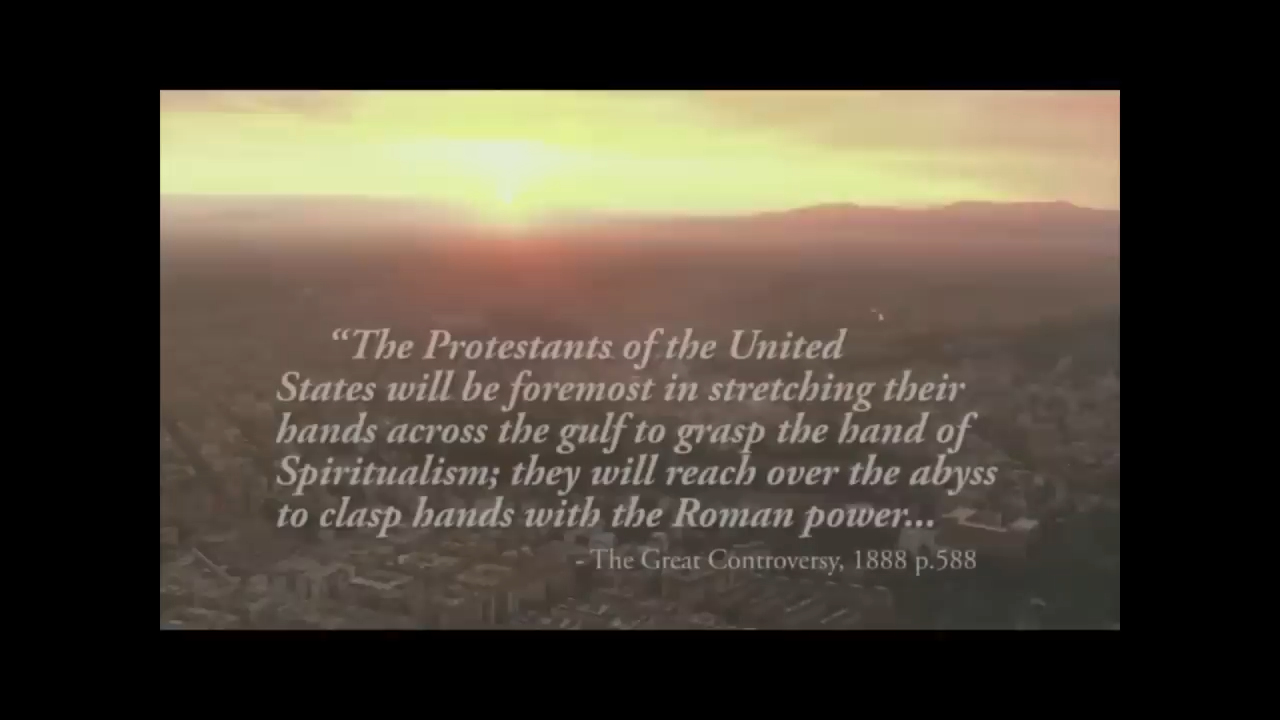 “The Protestants of the United
States will be foremost in stretching their
hands across the gulf to grasp the hand of
Spiritualism; they will reach over the abyss
to clasp hands with the Roman power...
- The Great Controversy, 1888 p.588